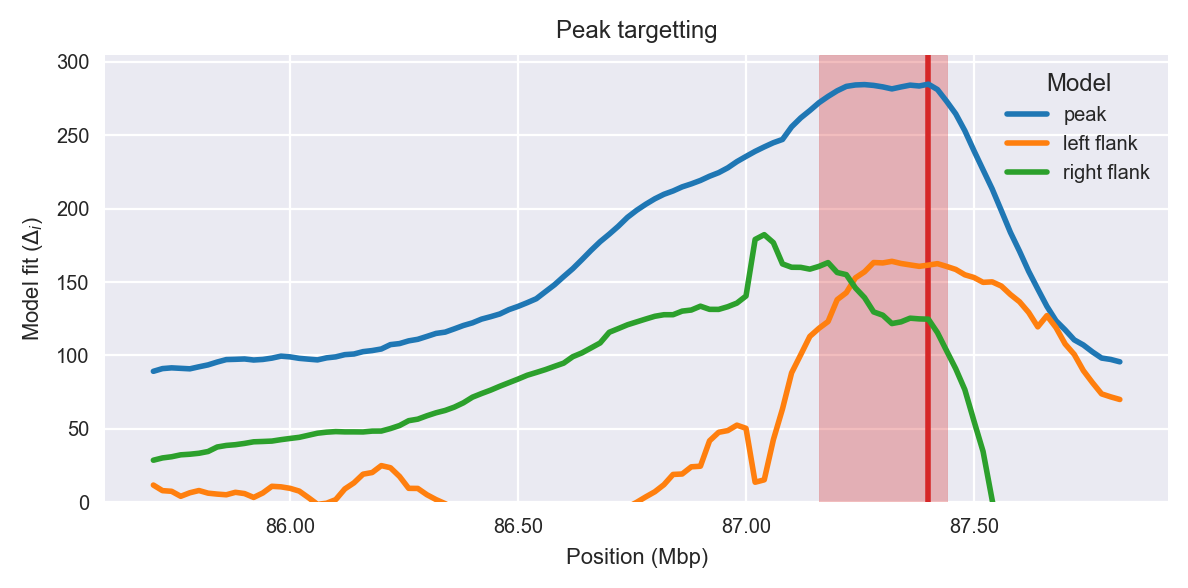 Peak targetting
Model fit (Δi)
300
250
200
150
100
50
0
86.00
86.50
87.00
87.50
Position (Mbp)
Model
peak
left flank
right flank